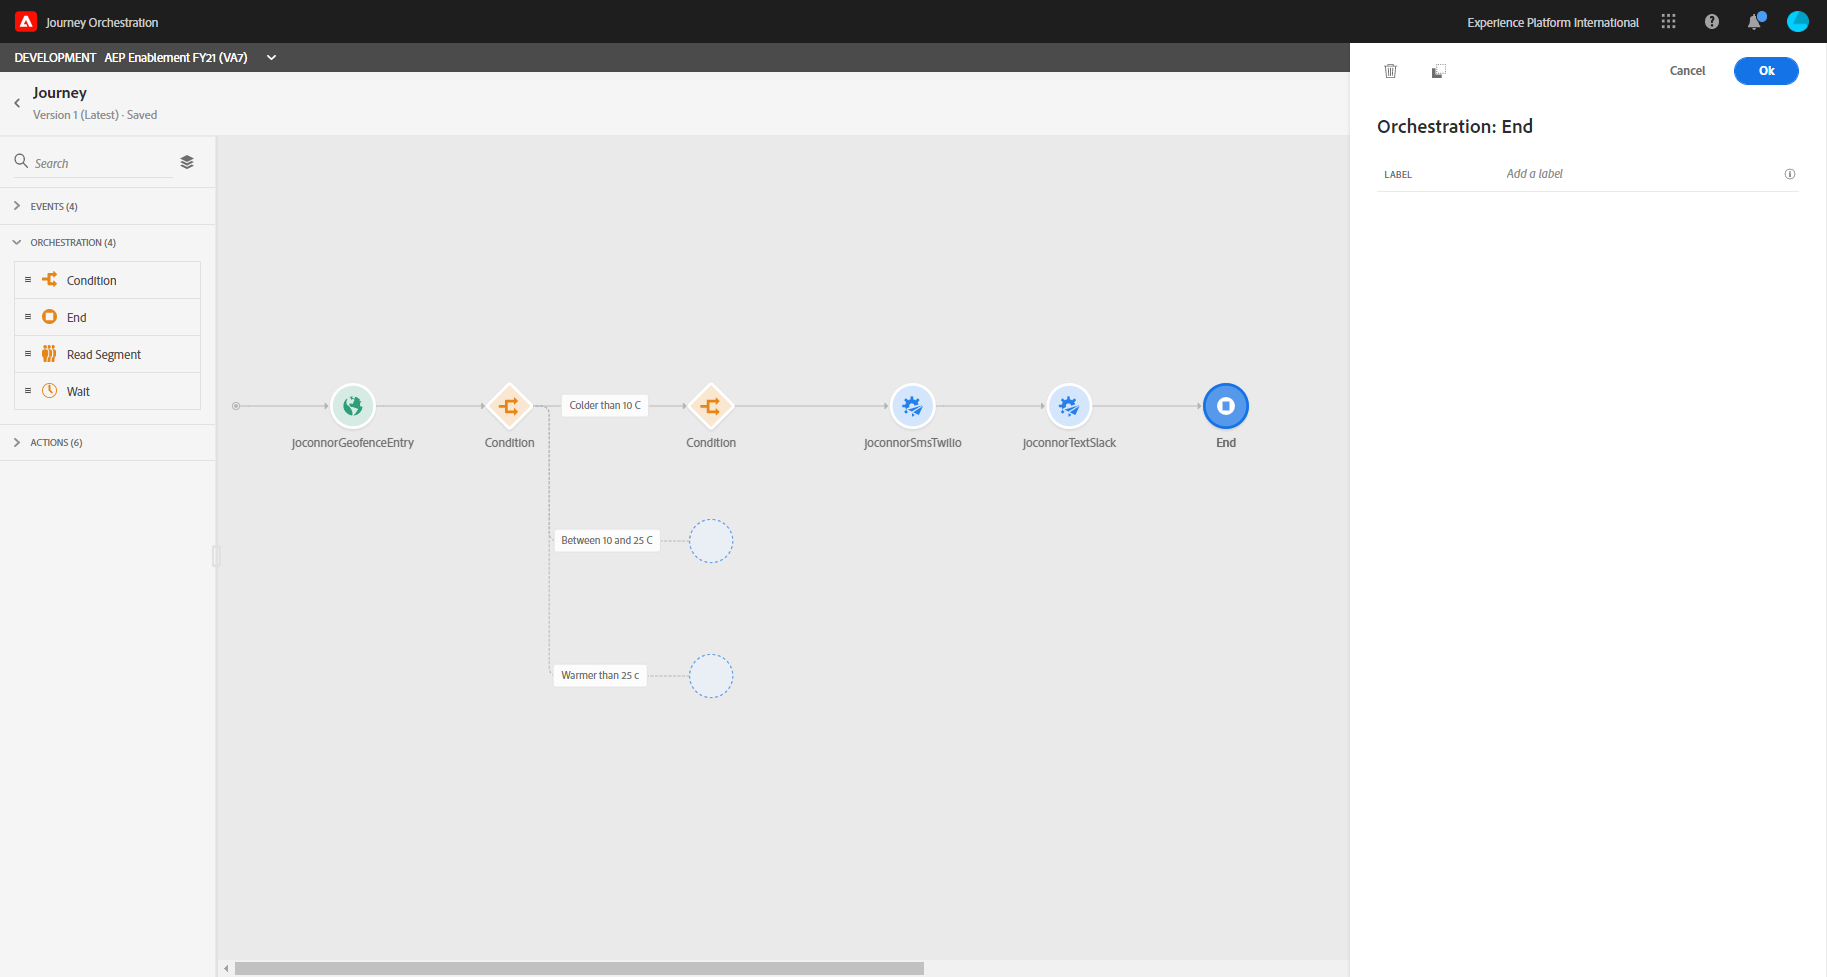 Journey Orchestration
Experience Platform International
DEVELOPMENT AEP Enablement FY21 (VA7)
Cancel
Ok
Journey
Version 1 (Latest) · Saved
Orchestration: End
Search
LABEL
Add a label
EVENTS (4)
ORCHESTRATION (4)
Condition
End
Read Segment
Wait
ACTIONS (6)
Colder than 10 C
joconnorGeofenceEntry
Condition
Condition
joconnorSmsTwilio
joconnorTextSlack
End
Between 10 and 25 C
Warmer than 25 c